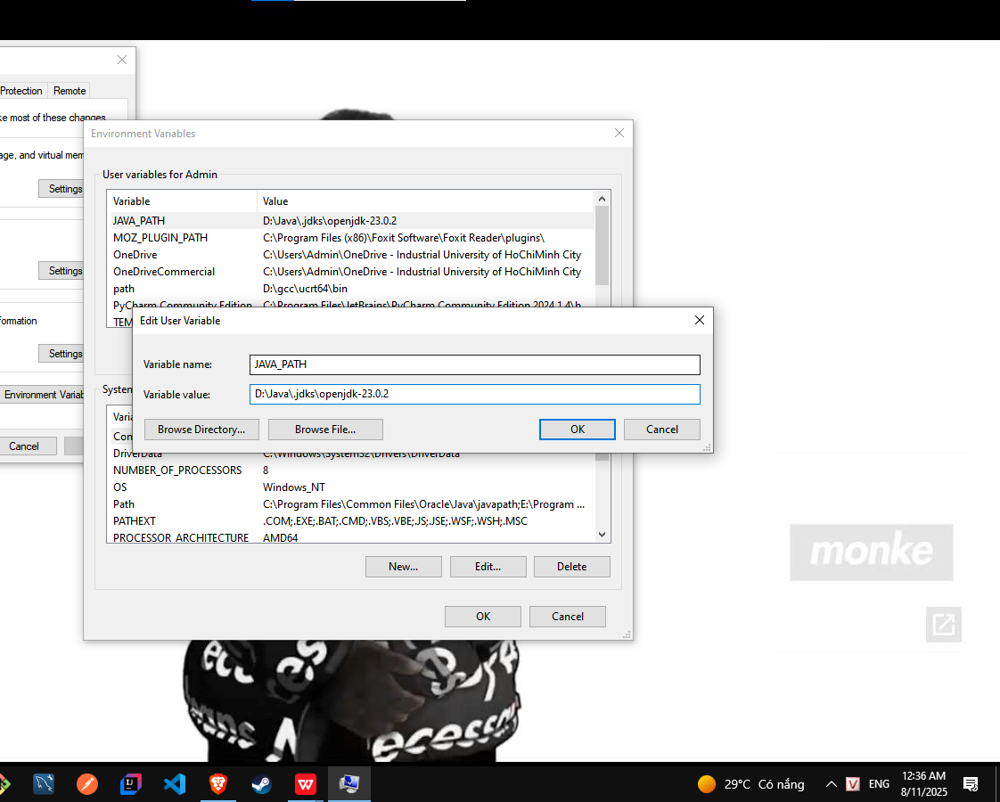 Protection
Remote
ke most of these changes
age, and virtual mem
Settings
Settings
ormation
Settings
Environment Variab
Cancel
Environment Variables
User variables for Admin
Variable Value
JAVA_PATH D:\Java\.jdks\openjdk-23.0.2
MOZ_PLUGIN_PATH C:\Program Files (x86)\Foxit Software\Foxit Reader\plugins\
OneDrive C:\Users\Admin\OneDrive - Industrial University of HoChiMinh City
OneDriveCommercial C:\Users\Admin\OneDrive - Industrial University of HoChiMinh City
path D:\gcc\ucrt64\bin
PyCharm Community Edition C:\Program Files\JetBrains\PyCharm Community Edition 2024.1.4\b
TEM
Edit User Variable
Variable name: JAVA_PATH
Variable value: D:\Java\.jdks\openjdk-23.0.2
Browse Directory... Browse File... OK Cancel
System
Varia
Com
DriverData C:\Windows\System32\Drivers\DriverData
NUMBER_OF_PROCESSORS 8
OS Windows_NT
Path C:\Program Files\Common Files\Oracle\Java\javapath;E:\Program ...
PATHEXT .COM;.EXE;.BAT;.CMD;.VBS;.VBE;.JS;.JSE;.WSF;.WSH;.MSC
PROCESSOR_ARCHITECTURE AMD64
New... Edit... Delete
OK Cancel
monke
29°C Có nắng
ENG
12:36 AM
8/11/2025